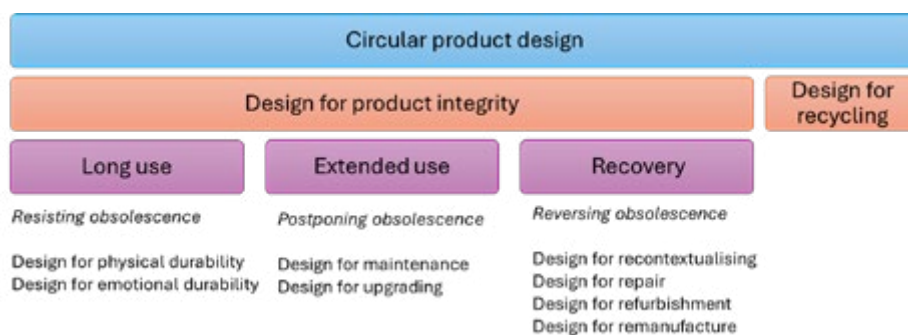 Circular product design
Design for product integrity
Design for
recycling
Long use
Extended use
Recovery
Resisting obsolescence
Postponing obsolescence
Reversing obsolescence
Design for physical durability
Design for emotional durability
Design for maintenance
Design for upgrading
Design for recontextualising
Design for repair
Design for refurbishment
Design for remanufacture